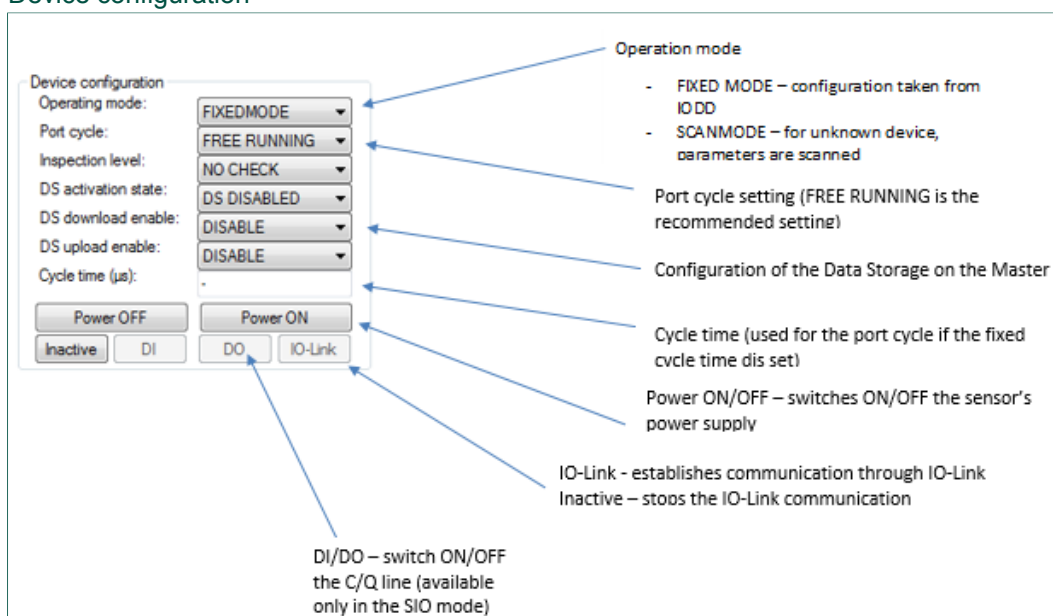 Device configuration
Operation mode
- FIXED MODE – configuration taken from
IODD
- SCANMODE – for unknown device,
parameters are scanned
Device configuration
Operating mode:
FIXEDMODE
Port cycle:
FREE RUNNING
Inspection level:
NO CHECK
DS activation state:
DS DISABLED
DS download enable:
DISABLE
DS upload enable:
DISABLE
Cycle time (µs):
-
Power OFF
Power ON
Inactive
DI
DO
IO-Link
Port cycle setting (FREE RUNNING is the
recommended setting)
Configuration of the Data Storage on the Master
Cycle time (used for the port cycle if the fixed
cycle time dis set)
Power ON/OFF – switches ON/OFF the sensor's
power supply
IO-Link - establishes communication through IO-Link
Inactive – stops the IO-Link communication
DI/DO – switch ON/OFF
the C/Q line (available
only in the SIO mode)